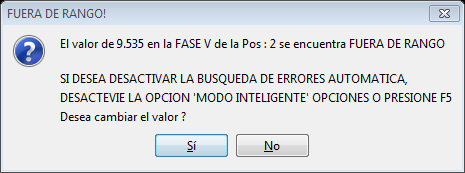 FUERA DE RANGO!
El valor de 9.535 en la FASE V de la Pos : 2 se encuentra FUERA DE RANGO
SI DESEA DESACTIVAR LA BUSQUEDA DE ERRORES AUTOMATICA,
DESACTEVIE LA OPCION 'MODO INTELIGENTE' OPCIONES O PRESIONE F5
Desea cambiar el valor ?
Sí No